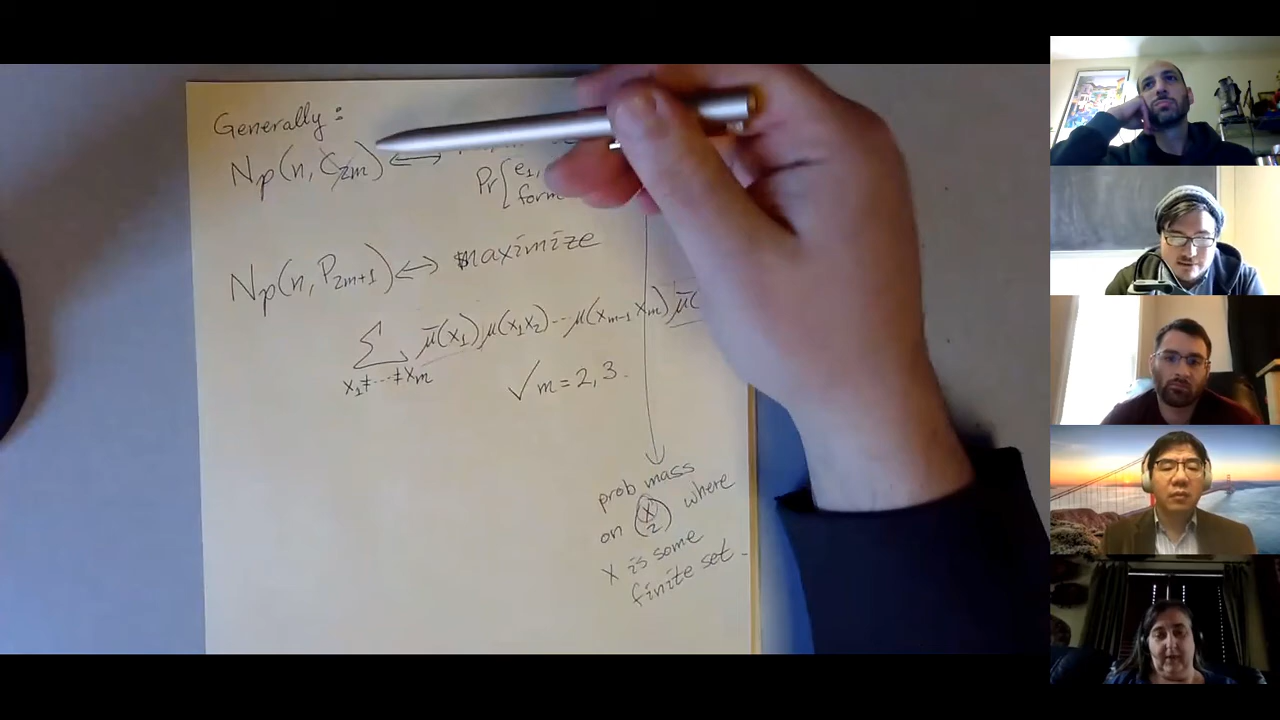 Generally:
Np(n, C2m) ↔
Pr{e1,
form
Np(n, P2m+1) ↔ maximize
∑ μ̄(x1) μ(x1x2) ··· μ(xm-1 xm) μ̄(
x1≠···≠xm
✓ m = 2, 3.
prob mass
on (X 2) where
X is some
finite set.